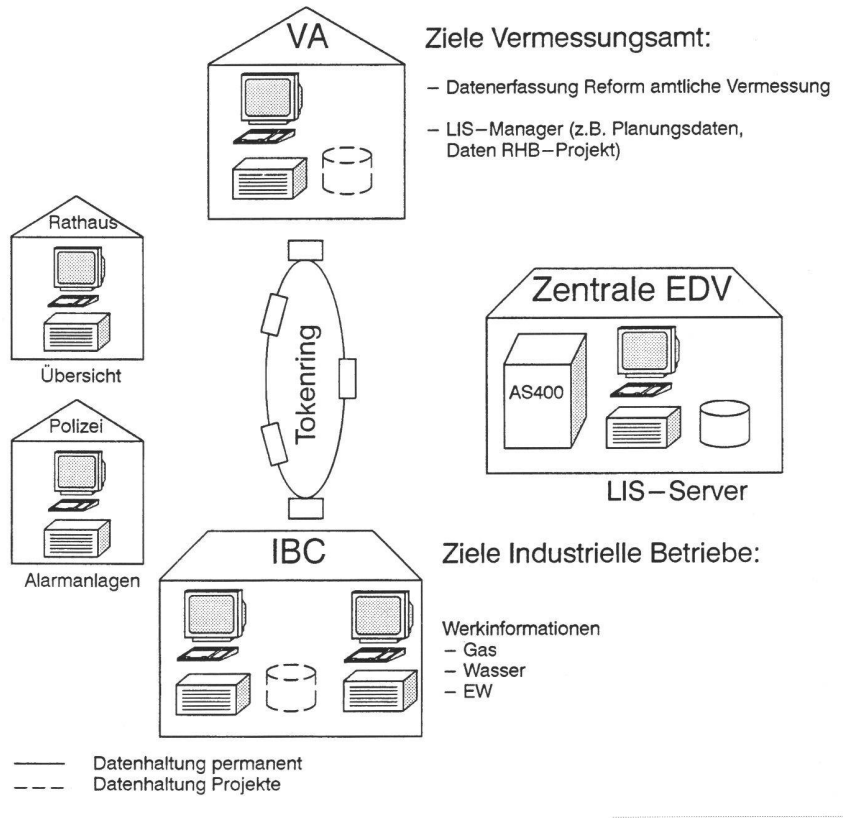 VA
Ziele Vermessungsamt:
– Datenerfassung Reform amtliche Vermessung
– LIS–Manager (z.B. Planungsdaten,
Daten RHB–Projekt)
Rathaus
Übersicht
Tokenring
Zentrale EDV
AS400
LIS–Server
Polizei
Alarmanlagen
IBC
Ziele Industrielle Betriebe:
Werkinformationen
– Gas
– Wasser
– EW
Datenhaltung permanent
Datenhaltung Projekte